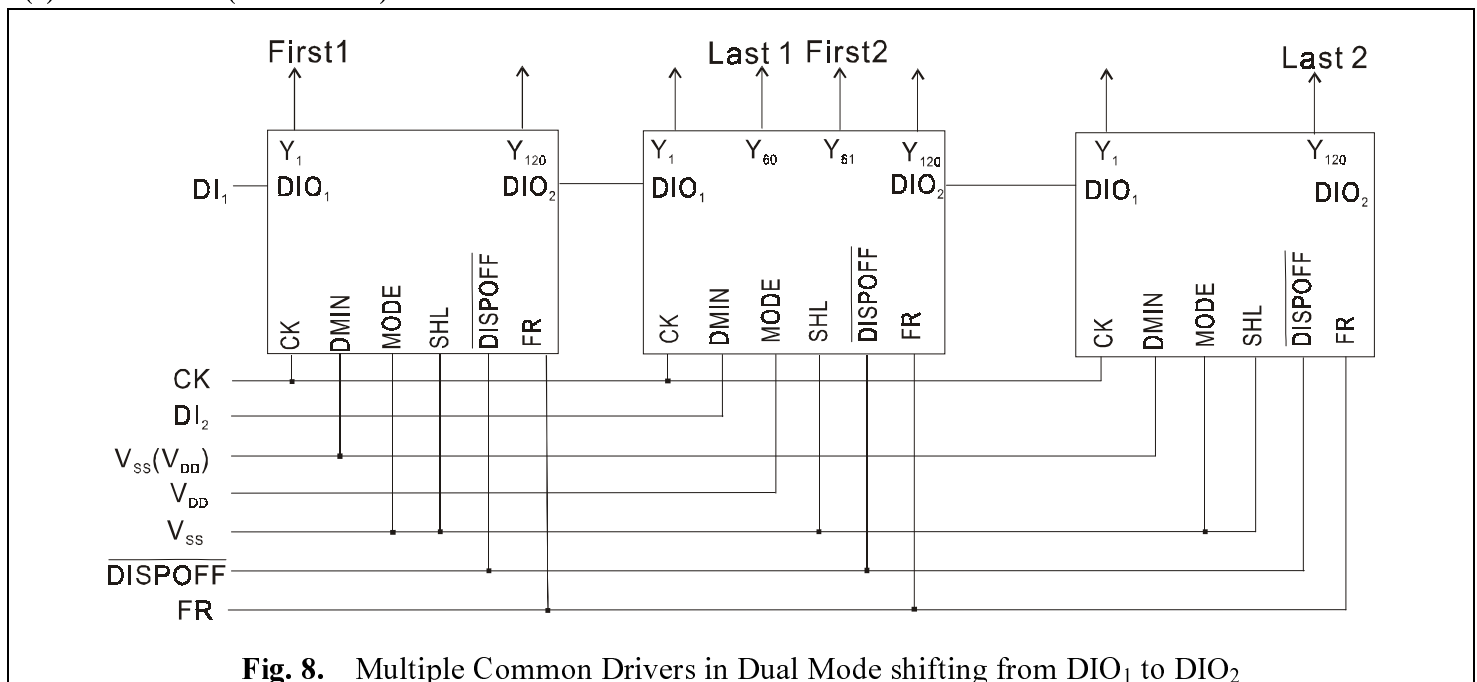 First1 Last 1 First2 Last 2
Y1 Y120 Y1 Y60 Y61 Y120 Y1 Y120
DI1 DIO1 DIO2 DIO1 DIO2 DIO1 DIO2
CK DMIN MODE SHL DISPOFF FR CK DMIN MODE SHL DISPOFF FR CK DMIN MODE SHL DISPOFF FR
CK
DI2
VSS(VDD)
VDD
VSS
DISPOFF
FR
Fig. 8. Multiple Common Drivers in Dual Mode shifting from DIO1 to DIO2